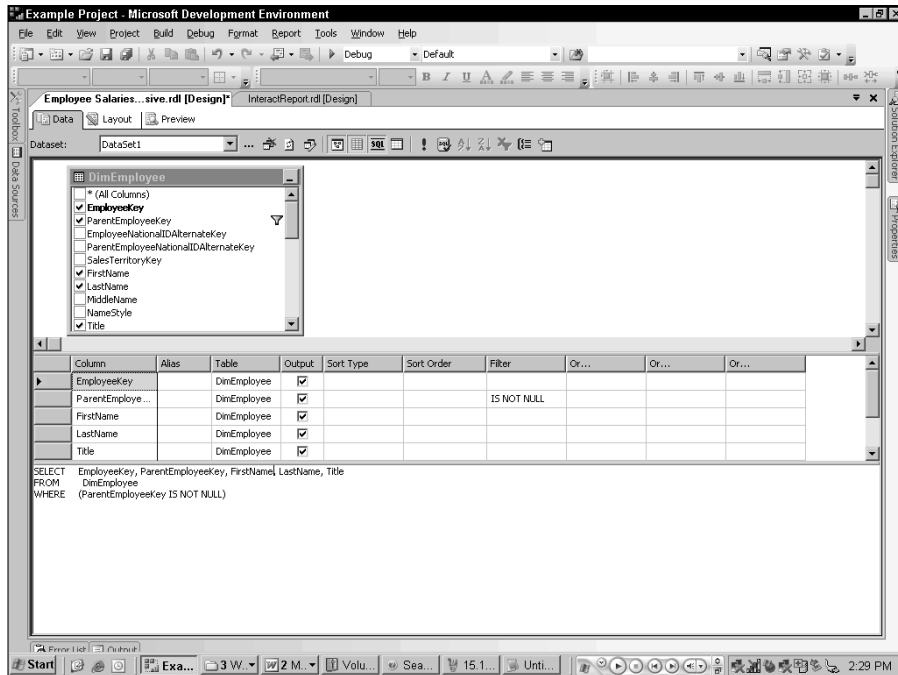 Example Project - Microsoft Development Environment
File Edit View Project Build Debug Format Report Tools Window Help
Debug Default
B I U A
Employee Salaries...sive.rdl [Design]* InteractReport.rdl [Design]
Data Layout Preview
Dataset: DataSet1 ... SQL
Toolbox
Data Sources
Solution Explorer
Properties
DimEmployee
* (All Columns)
EmployeeKey
ParentEmployeeKey
EmployeeNationalIDAlternateKey
ParentEmployeeNationalIDAlternateKey
SalesTerritoryKey
FirstName
LastName
MiddleName
NameStyle
Title
Column Alias Table Output Sort Type Sort Order Filter Or... Or... Or...
EmployeeKey DimEmployee
ParentEmploye... DimEmployee IS NOT NULL
FirstName DimEmployee
LastName DimEmployee
Title DimEmployee
SELECT EmployeeKey, ParentEmployeeKey, FirstName, LastName, Title
FROM DimEmployee
WHERE (ParentEmployeeKey IS NOT NULL)
Error List Output
Start Exa... 3 W... 2 M... Volu... Sea... 15.1... Unti... 2:29 PM